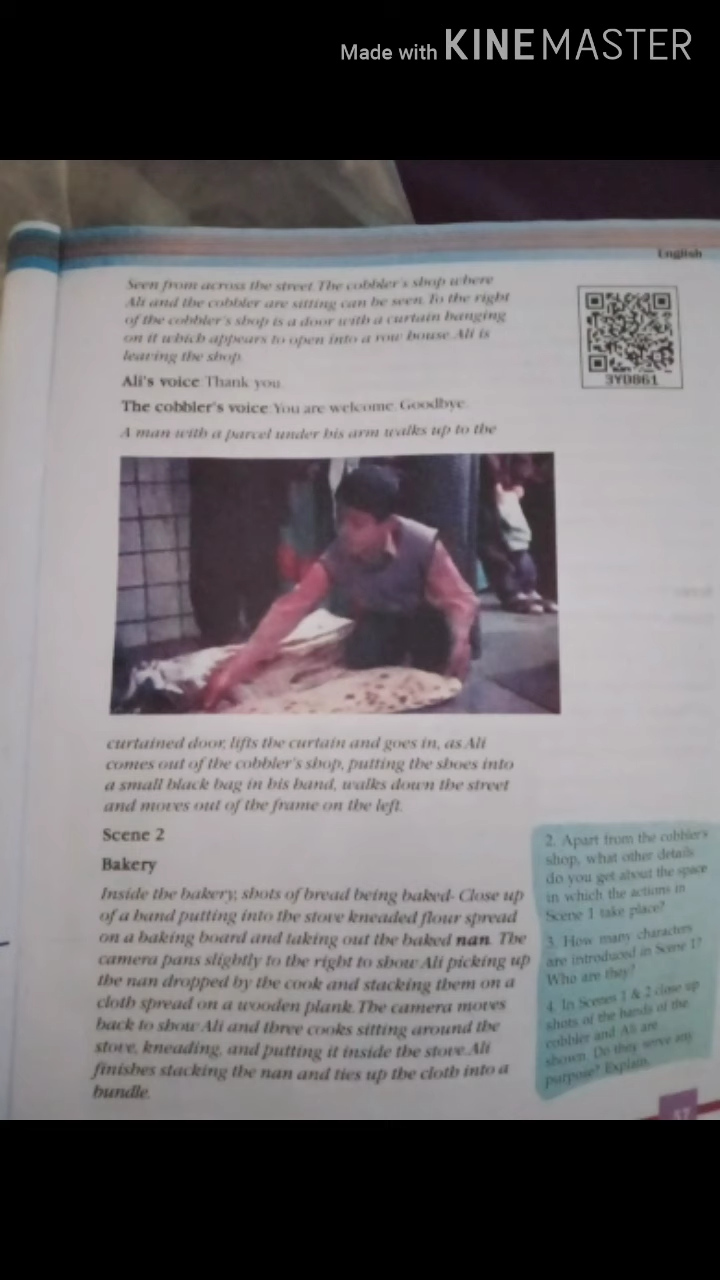 Made with KINEMASTER
English
Seen from across the street. The cobbler's shop where
Ali and the cobbler are sitting can be seen. To the right
of the cobbler's shop is a door with a curtain hanging
on it which appears to open into a row house. Ali is
leaving the shop.
3YD861
Ali's voice: Thank you.
The cobbler's voice: You are welcome. Goodbye.
A man with a parcel under his arm walks up to the
curtained door, lifts the curtain and goes in, as Ali
comes out of the cobbler's shop, putting the shoes into
a small black bag in his hand, walks down the street
and moves out of the frame on the left.
Scene 2
Bakery
Inside the bakery, shots of bread being baked- Close up
of a hand putting into the stove kneaded flour spread
on a baking board and taking out the baked nan. The
camera pans slightly to the right to show Ali picking up
the nan dropped by the cook and stacking them on a
cloth spread on a wooden plank. The camera moves
back to show Ali and three cooks sitting around the
stove, kneading, and putting it inside the stove. Ali
finishes stacking the nan and ties up the cloth into a
bundle.
2. Apart from the cobbler's
shop, what other details
do you get about the space
in which the actions in
Scene 1 take place?
3. How many characters
are introduced in Scene 1?
Who are they?
4. In Scenes 1 & 2 close up
shots of the hands of the
cobbler and Ali are
shown. Do they serve any
purpose? Explain.
57